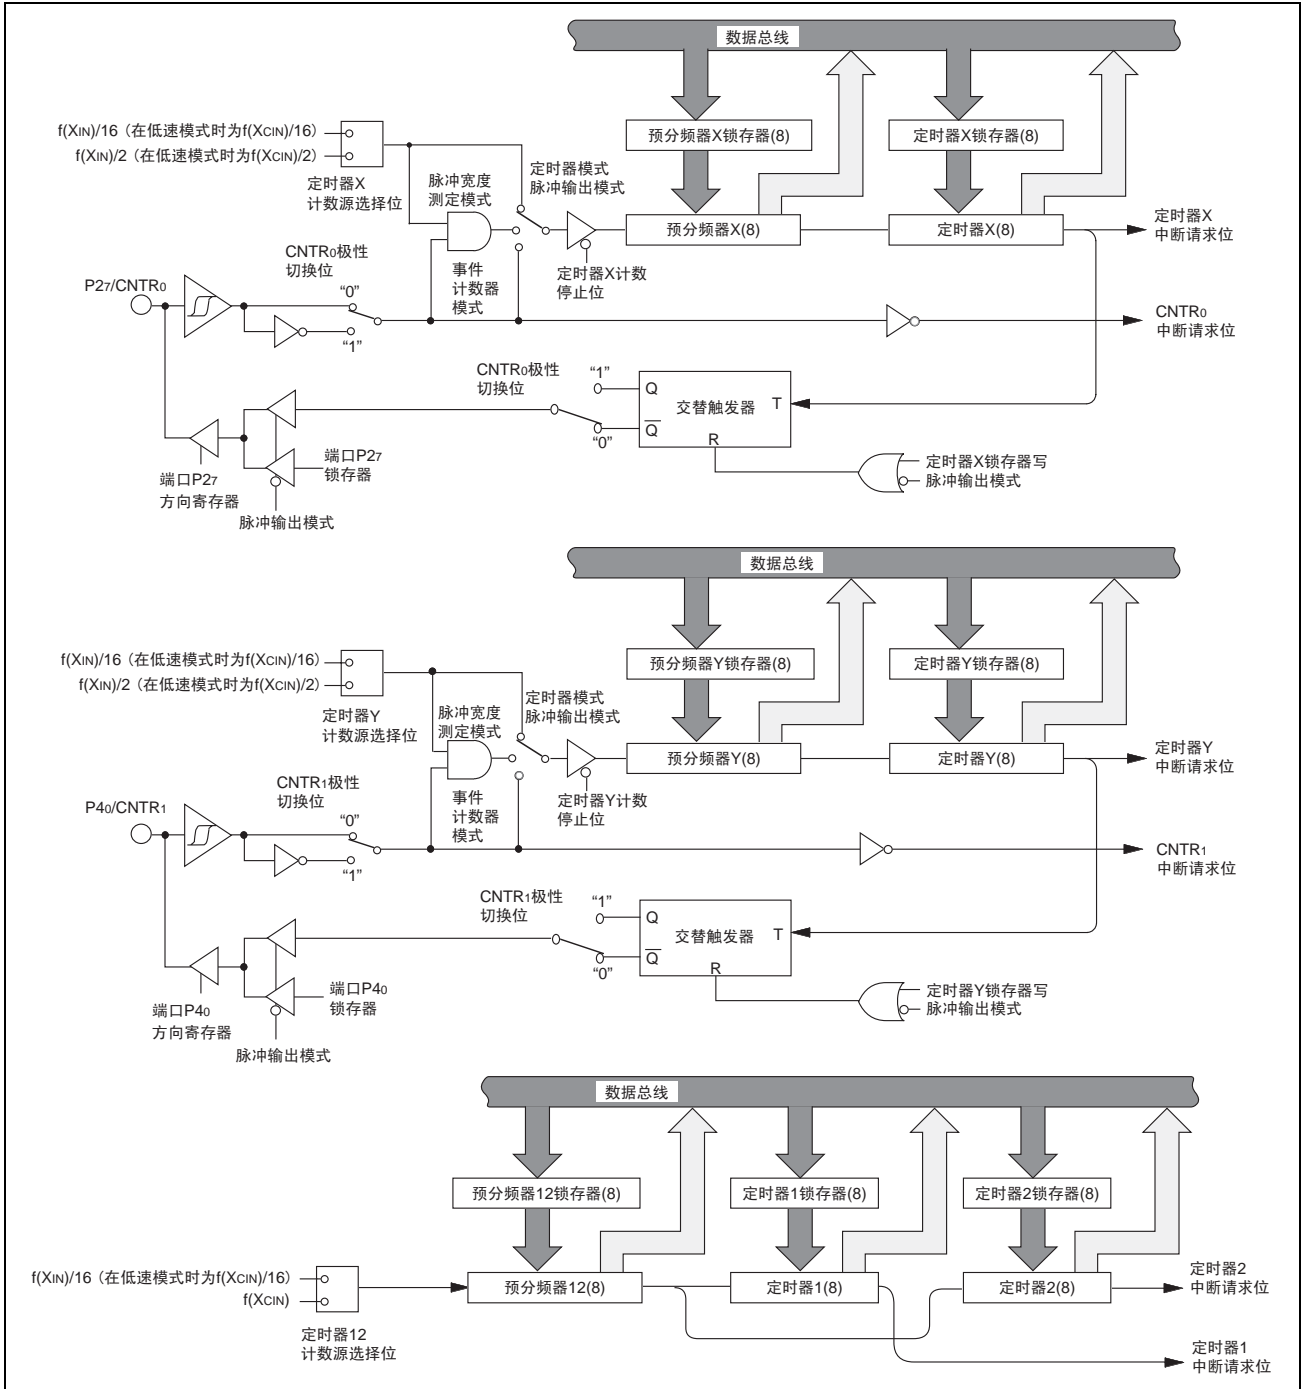 数据总线
f(XIN)/16（在低速模式时为f(XCIN)/16）
f(XIN)/2（在低速模式时为f(XCIN)/2）
定时器X
计数源选择位
脉冲宽度
测定模式
定时器模式
脉冲输出模式
预分频器X锁存器(8)
定时器X锁存器(8)
预分频器X(8)
定时器X(8)
定时器X
中断请求位
CNTR0极性
切换位
事件
计数器
模式
定时器X计数
停止位
P27/CNTR0
“0”
“1”
CNTR0
中断请求位
CNTR0极性
切换位
“1”
“0”
Q
Q
交替触发器
T
R
定时器X锁存器写
脉冲输出模式
端口P27
锁存器
端口P27
方向寄存器
脉冲输出模式
数据总线
f(XIN)/16（在低速模式时为f(XCIN)/16）
f(XIN)/2（在低速模式时为f(XCIN)/2）
定时器Y
计数源选择位
脉冲宽度
测定模式
定时器模式
脉冲输出模式
预分频器Y锁存器(8)
定时器Y锁存器(8)
预分频器Y(8)
定时器Y(8)
定时器Y
中断请求位
CNTR1极性
切换位
事件
计数器
模式
定时器Y计数
停止位
P40/CNTR1
“0”
“1”
CNTR1
中断请求位
CNTR1极性
切换位
“1”
“0”
Q
Q
交替触发器
T
R
定时器Y锁存器写
脉冲输出模式
端口P40
锁存器
端口P40
方向寄存器
脉冲输出模式
数据总线
预分频器12锁存器(8)
定时器1锁存器(8)
定时器2锁存器(8)
f(XIN)/16（在低速模式时为f(XCIN)/16）
f(XCIN)
定时器12
计数源选择位
预分频器12(8)
定时器1(8)
定时器2(8)
定时器2
中断请求位
定时器1
中断请求位